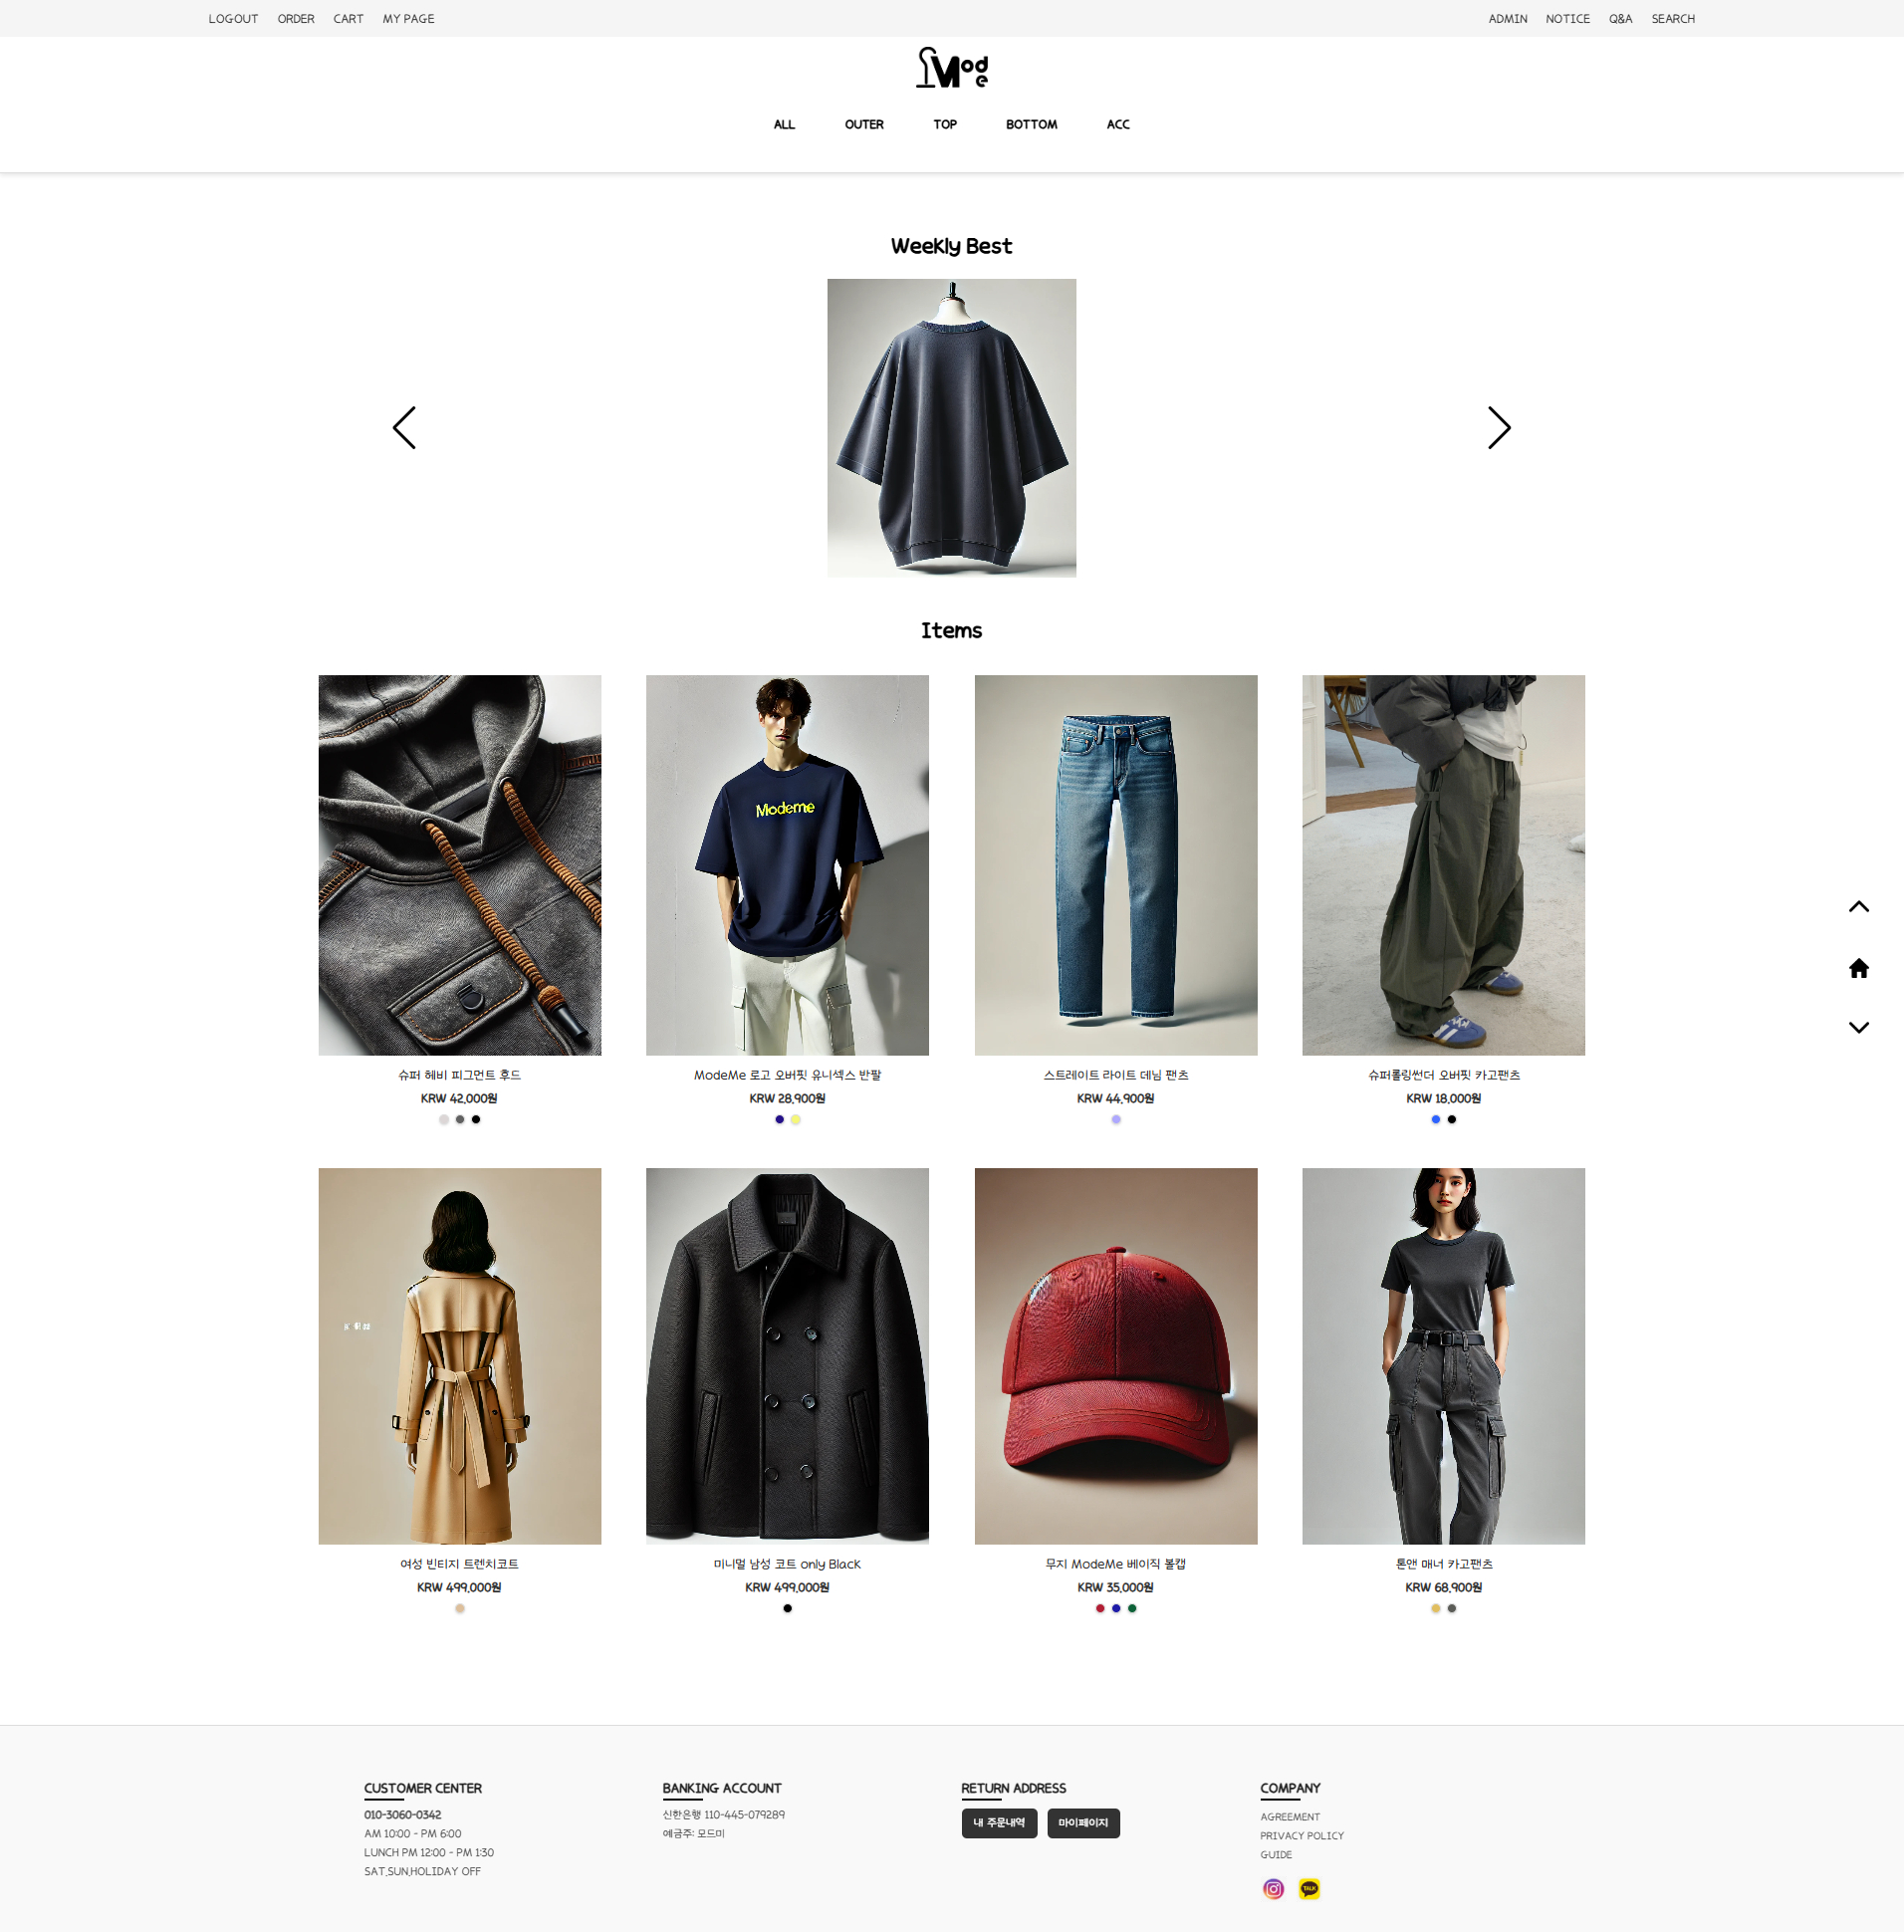 LOGOUT ORDER CART MY PAGE ADMIN NOTICE Q&A SEARCH
Mode
ALL OUTER TOP BOTTOM ACC
Weekly Best
Items
Modeme
슈퍼 헤비 피그먼트 후드
KRW 42,000원
ModeMe 로고 오버핏 유니섹스 반팔
KRW 28,900원
스트레이트 라이트 데님 팬츠
KRW 44,900원
슈퍼롤링썬더 오버핏 카고팬츠
KRW 18,000원
여성 빈티지 트렌치코트
KRW 499,000원
미니멀 남성 코트 only Black
KRW 499,000원
무지 ModeMe 베이직 볼캡
KRW 35,000원
톤앤 매너 카고팬츠
KRW 68,900원
CUSTOMER CENTER
010-3060-0342
AM 10:00 - PM 6:00
LUNCH PM 12:00 - PM 1:30
SAT,SUN,HOLIDAY OFF
BANKING ACCOUNT
신한은행 110-445-079289
예금주: 모드미
RETURN ADDRESS
내 주문내역 마이페이지
COMPANY
AGREEMENT
PRIVACY POLICY
GUIDE
TALK